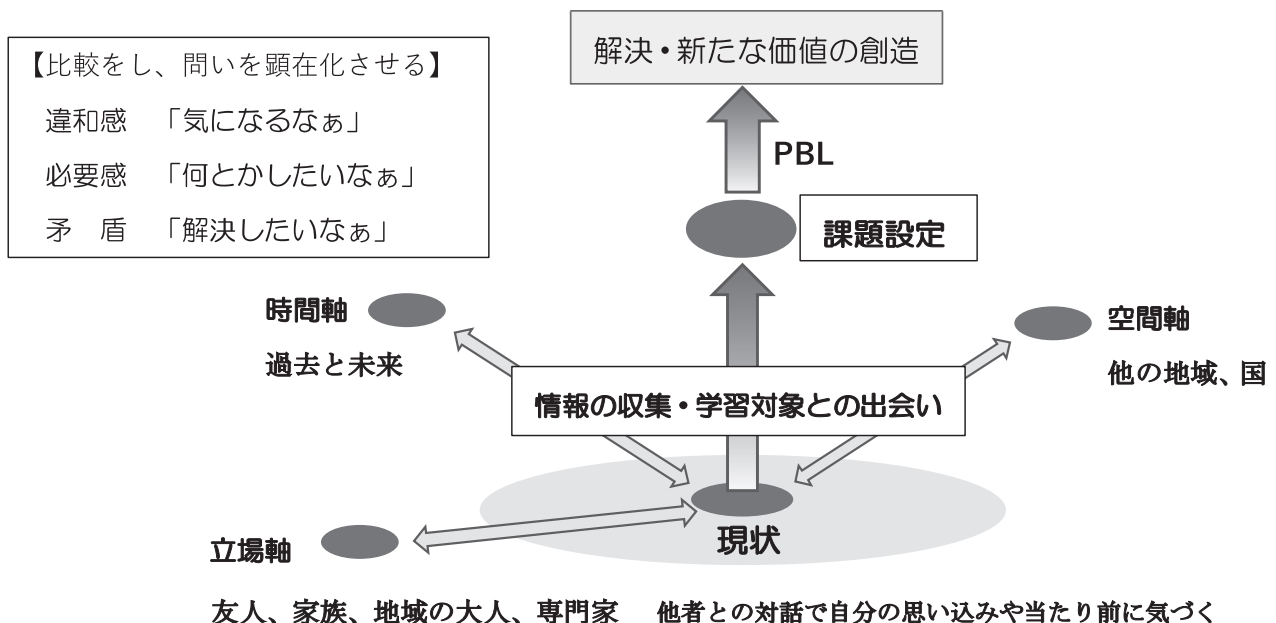 解決・新たな価値の創造
【比較をし、問いを顕在化させる】
違和感 「気になるなぁ」
必要感 「何とかしたいなぁ」
矛 盾 「解決したいなぁ」
PBL
課題設定
時間軸
過去と未来
空間軸
他の地域、国
情報の収集・学習対象との出会い
現状
立場軸
友人、家族、地域の大人、専門家 他者との対話で自分の思い込みや当たり前に気づく